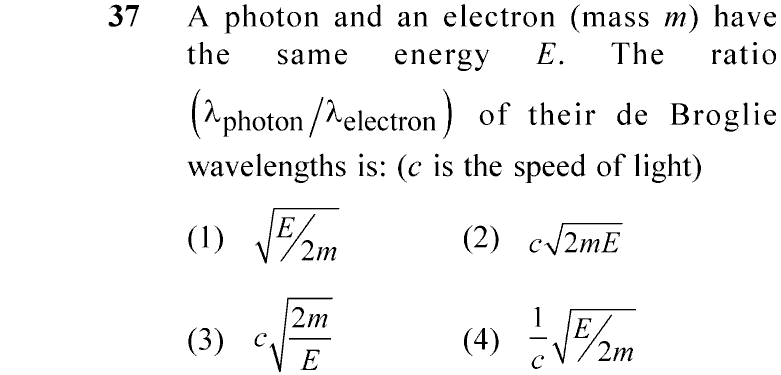 37 A photon and an electron (mass m) have
the same energy E. The ratio
(λphoton/λelectron) of their de Broglie
wavelengths is: (c is the speed of light)
(1) √(E/2m) (2) c√(2mE)
(3) c√(2m/E) (4) 1/c √(E/2m)